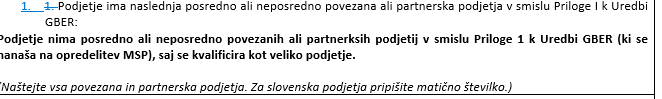 1. 1. Podjetje ima naslednja posredno ali neposredno povezana ali partnerska podjetja v smislu Priloge I k Uredbi
GBER:
Podjetje nima posredno ali neposredno povezanih ali partnerksih podjetij v smislu Priloge 1 k Uredbi GBER (ki se
nanaša na opredelitev MSP), saj se kvalificira kot veliko podjetje.
(Naštejte vsa povezana in partnerska podjetja. Za slovenska podjetja pripišite matično številko.)